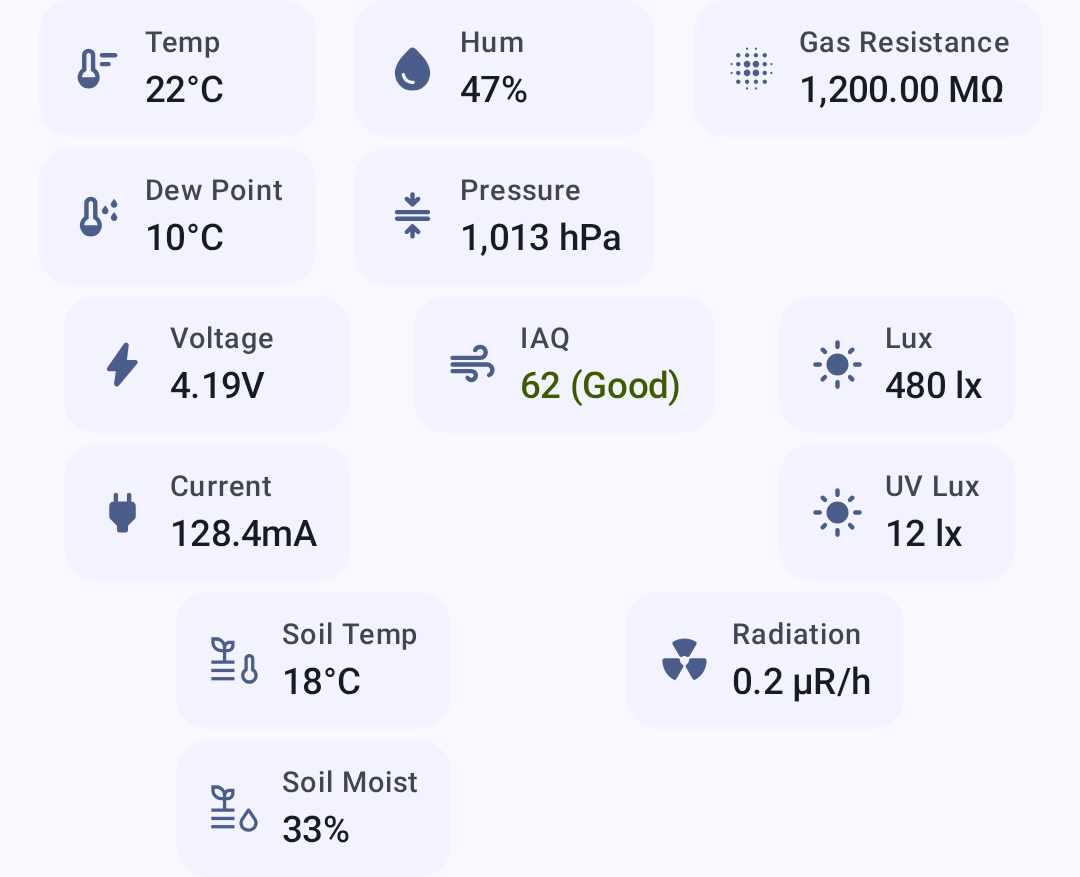 Temp
22°C
Hum
47%
Gas Resistance
1,200.00 MΩ
Dew Point
10°C
Pressure
1,013 hPa
Voltage
4.19V
IAQ
62 (Good)
Lux
480 lx
Current
128.4mA
UV Lux
12 lx
Soil Temp
18°C
Radiation
0.2 µR/h
Soil Moist
33%